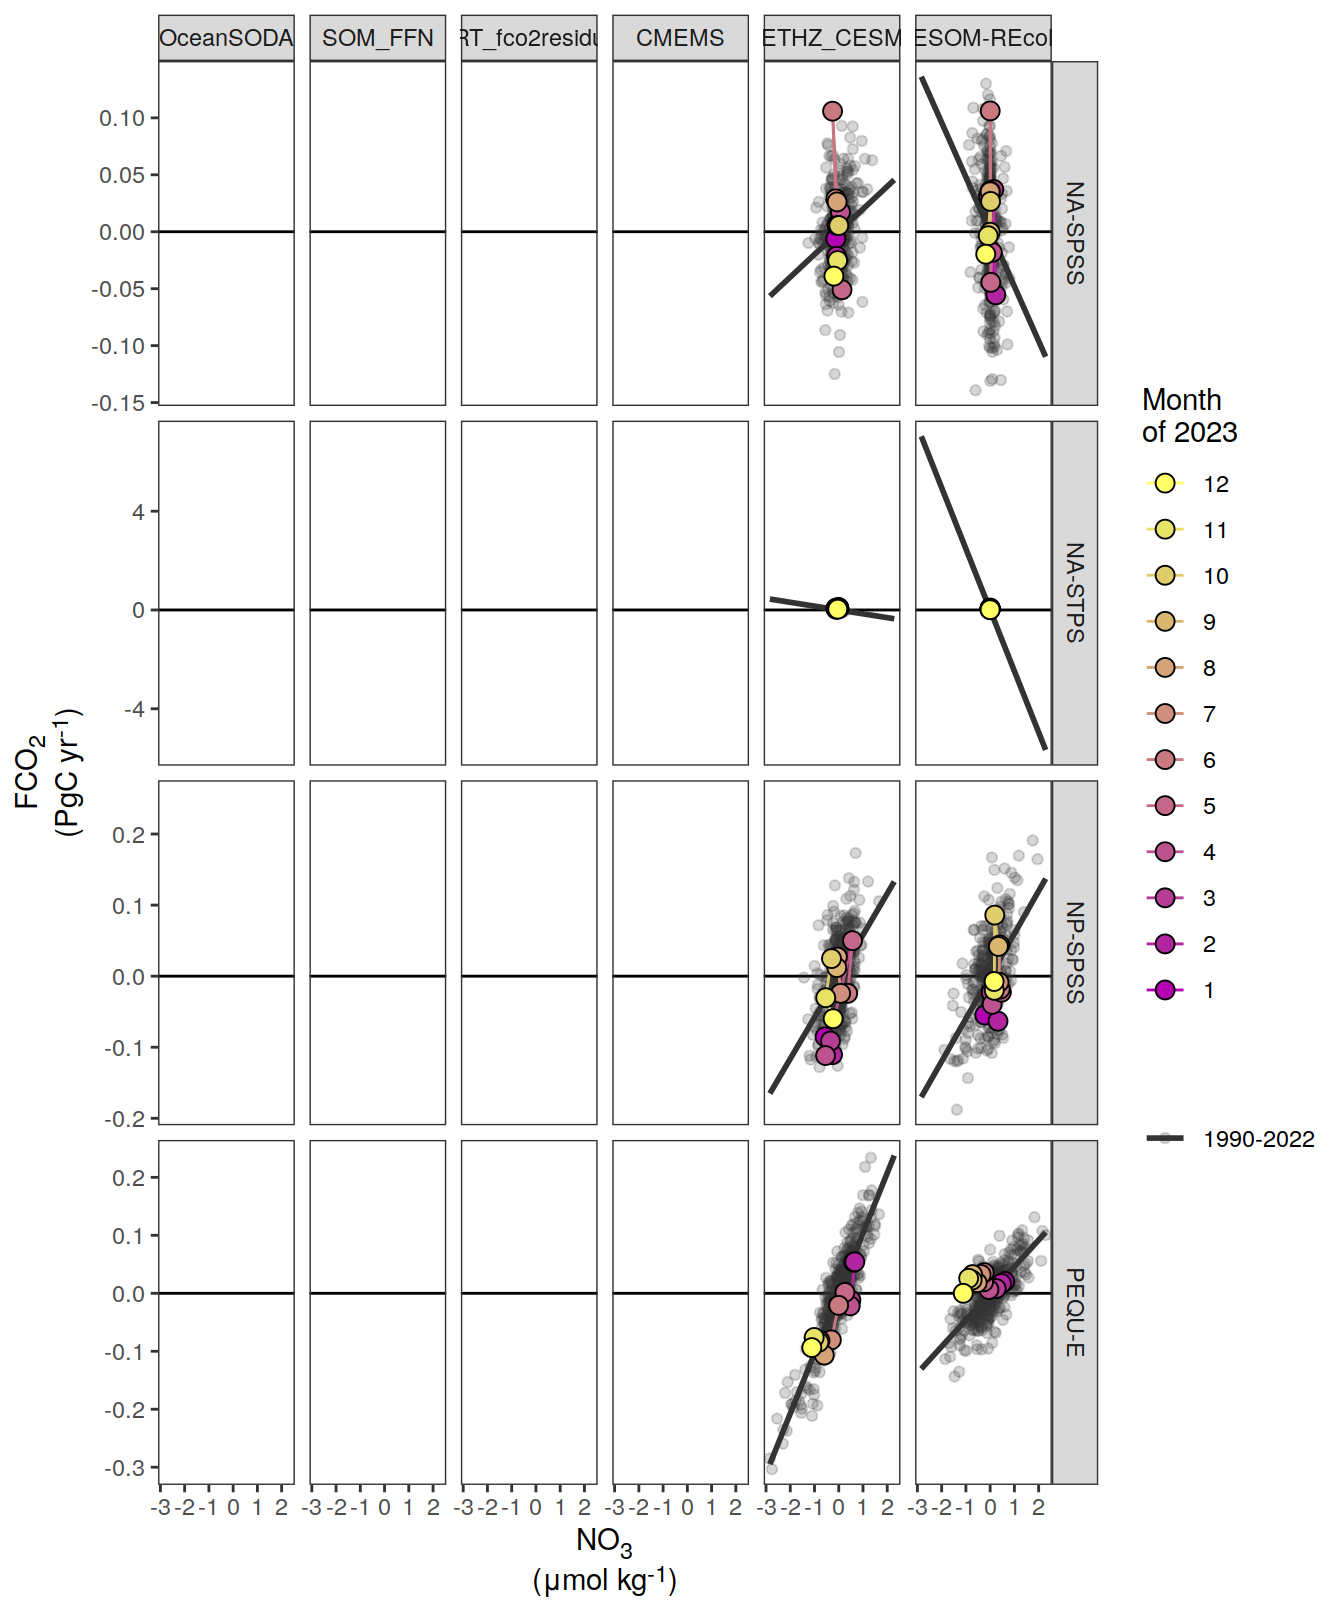 OceanSODA SOM_FFN RT_fco2residu CMEMS ETHZ_CESM ESOM-REcoM
0.10
0.05
0.00
-0.05
-0.10
-0.15
NA-SPSS
4
0
-4
NA-STPS
0.2
0.1
0.0
-0.1
-0.2
NP-SPSS
0.2
0.1
0.0
-0.1
-0.2
-0.3
PEQU-E
-3 -2 -1 0 1 2 -3 -2 -1 0 1 2 -3 -2 -1 0 1 2 -3 -2 -1 0 1 2 -3 -2 -1 0 1 2 -3 -2 -1 0 1 2
NO₃
(µmol kg⁻¹)
FCO₂
(PgC yr⁻¹)
Month
of 2023
12
11
10
9
8
7
6
5
4
3
2
1
1990-2022